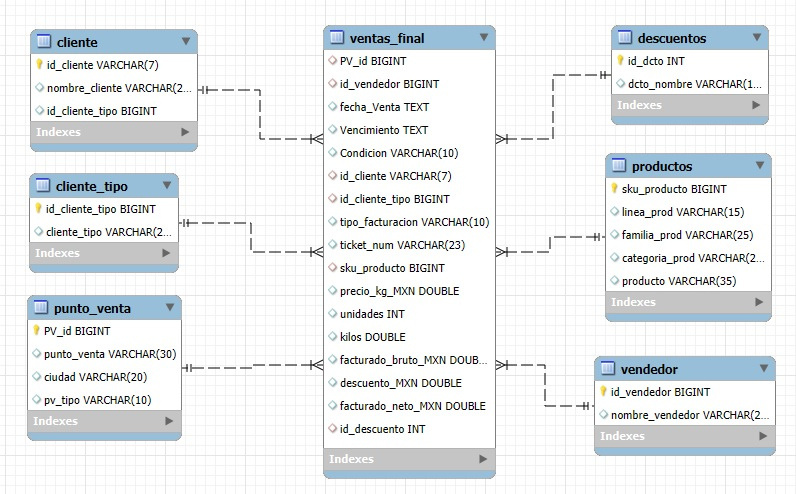 cliente
id_cliente VARCHAR(7)
nombre_cliente VARCHAR(2...
id_cliente_tipo BIGINT
Indexes
cliente_tipo
id_cliente_tipo BIGINT
cliente_tipo VARCHAR(2...
Indexes
punto_venta
PV_id BIGINT
punto_venta VARCHAR(30)
ciudad VARCHAR(20)
pv_tipo VARCHAR(10)
Indexes
ventas_final
PV_id BIGINT
id_vendedor BIGINT
fecha_Venta TEXT
Vencimiento TEXT
Condicion VARCHAR(10)
id_cliente VARCHAR(7)
id_cliente_tipo BIGINT
tipo_facturacion VARCHAR(10)
ticket_num VARCHAR(23)
sku_producto BIGINT
precio_kg_MXN DOUBLE
unidades INT
kilos DOUBLE
facturado_bruto_MXN DOUB...
descuento_MXN DOUBLE
facturado_neto_MXN DOUBLE
id_descuento INT
Indexes
descuentos
id_dcto INT
dcto_nombre VARCHAR(1...
Indexes
productos
sku_producto BIGINT
linea_prod VARCHAR(15)
familia_prod VARCHAR(25)
categoria_prod VARCHAR(2...
producto VARCHAR(35)
Indexes
vendedor
id_vendedor BIGINT
nombre_vendedor VARCHAR(2...
Indexes